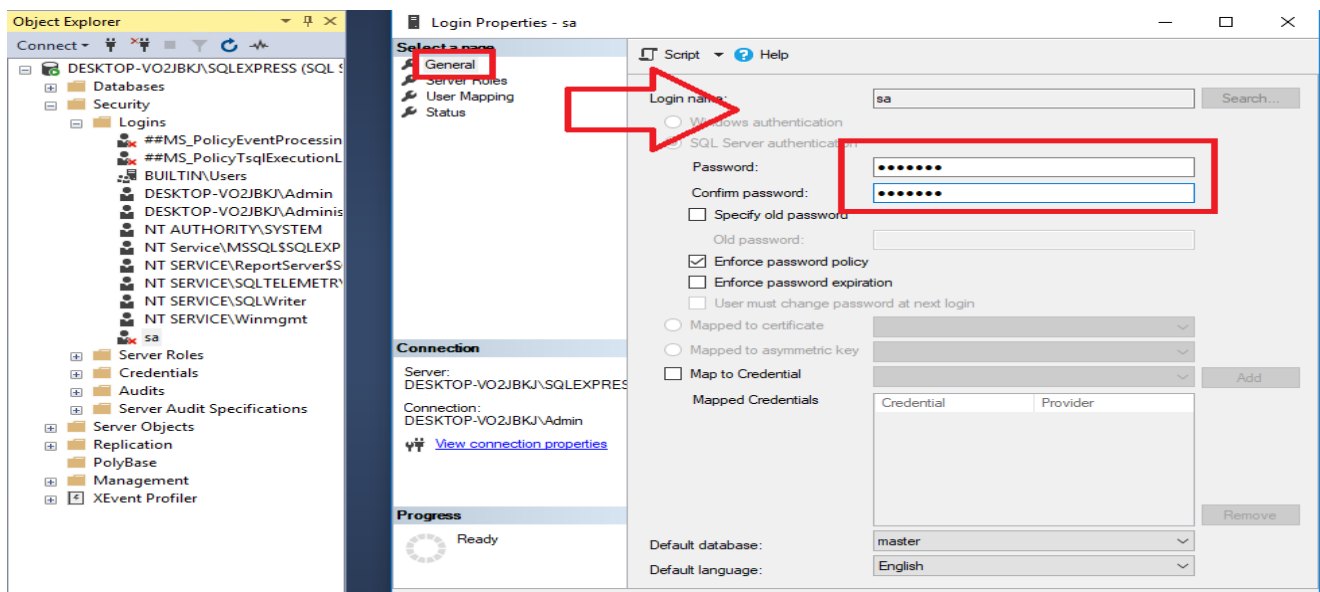 Object Explorer
Connect
DESKTOP-VO2JBKJ\SQLEXPRESS (SQL S
Databases
Security
Logins
##MS_PolicyEventProcessin
##MS_PolicyTsqlExecutionL
BUILTIN\Users
DESKTOP-VO2JBKJ\Admin
DESKTOP-VO2JBKJ\Adminis
NT AUTHORITY\SYSTEM
NT Service\MSSQL$SQLEXP
NT SERVICE\ReportServer$S
NT SERVICE\SQLTELEMETRY
NT SERVICE\SQLWriter
NT SERVICE\Winmgmt
sa
Server Roles
Credentials
Audits
Server Audit Specifications
Server Objects
Replication
PolyBase
Management
XEvent Profiler
Login Properties - sa
Select a page
General
Server Roles
User Mapping
Status
Connection
Server:
DESKTOP-VO2JBKJ\SQLEXPRES
Connection:
DESKTOP-VO2JBKJ\Admin
View connection properties
Progress
Ready
Script Help
Login name: sa Search...
Windows authentication
SQL Server authentication
Password: •••••••
Confirm password: •••••••
Specify old password
Old password:
Enforce password policy
Enforce password expiration
User must change password at next login
Mapped to certificate
Mapped to asymmetric key
Map to Credential Add
Mapped Credentials Credential Provider
Remove
Default database: master
Default language: English